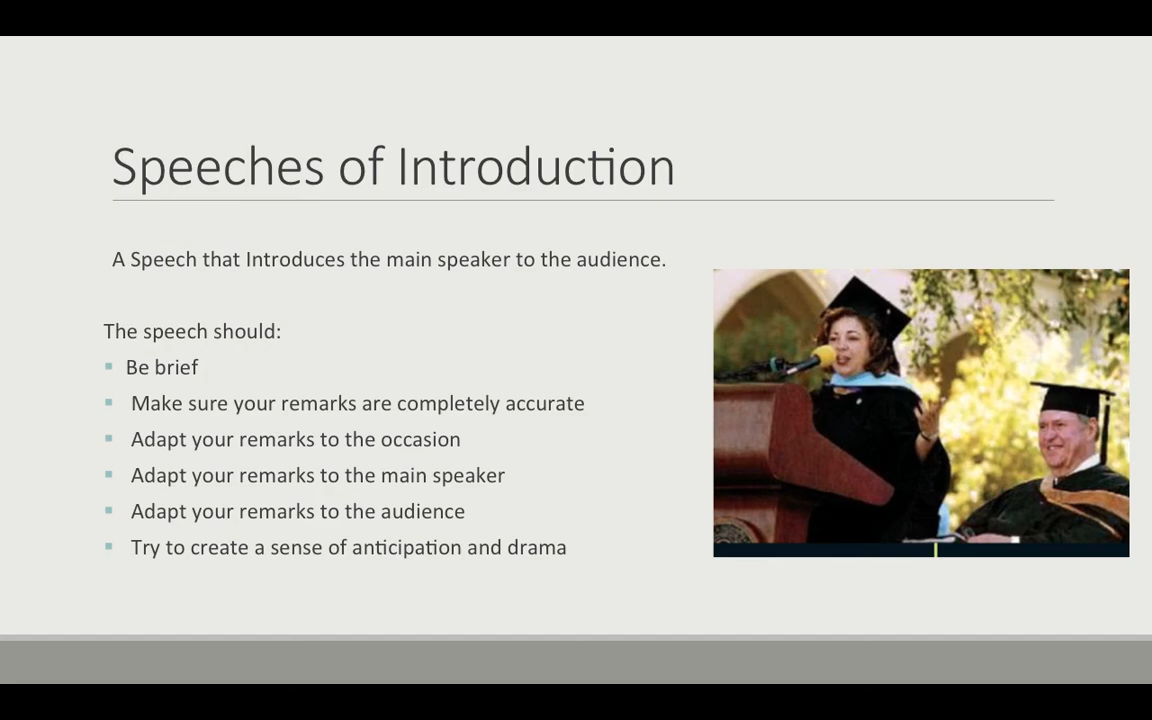 Speeches of Introduction
A Speech that Introduces the main speaker to the audience.
The speech should:
Be brief
Make sure your remarks are completely accurate
Adapt your remarks to the occasion
Adapt your remarks to the main speaker
Adapt your remarks to the audience
Try to create a sense of anticipation and drama